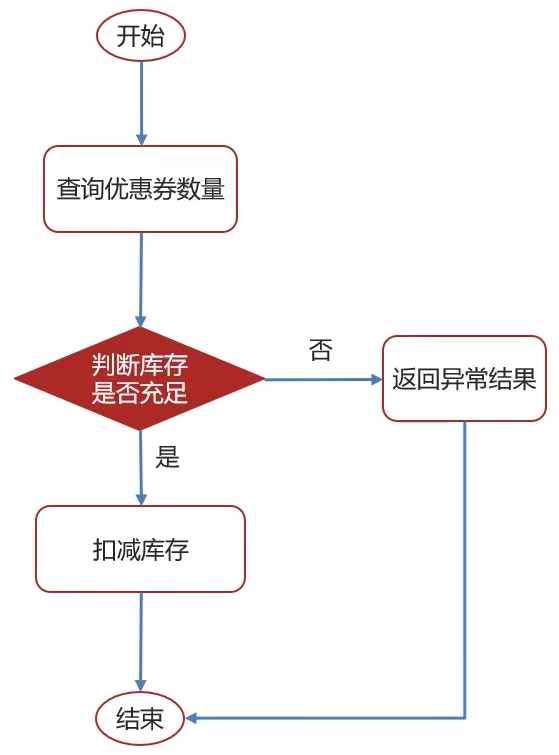 开始
查询优惠券数量
判断库存
是否充足
否
返回异常结果
是
扣减库存
结束